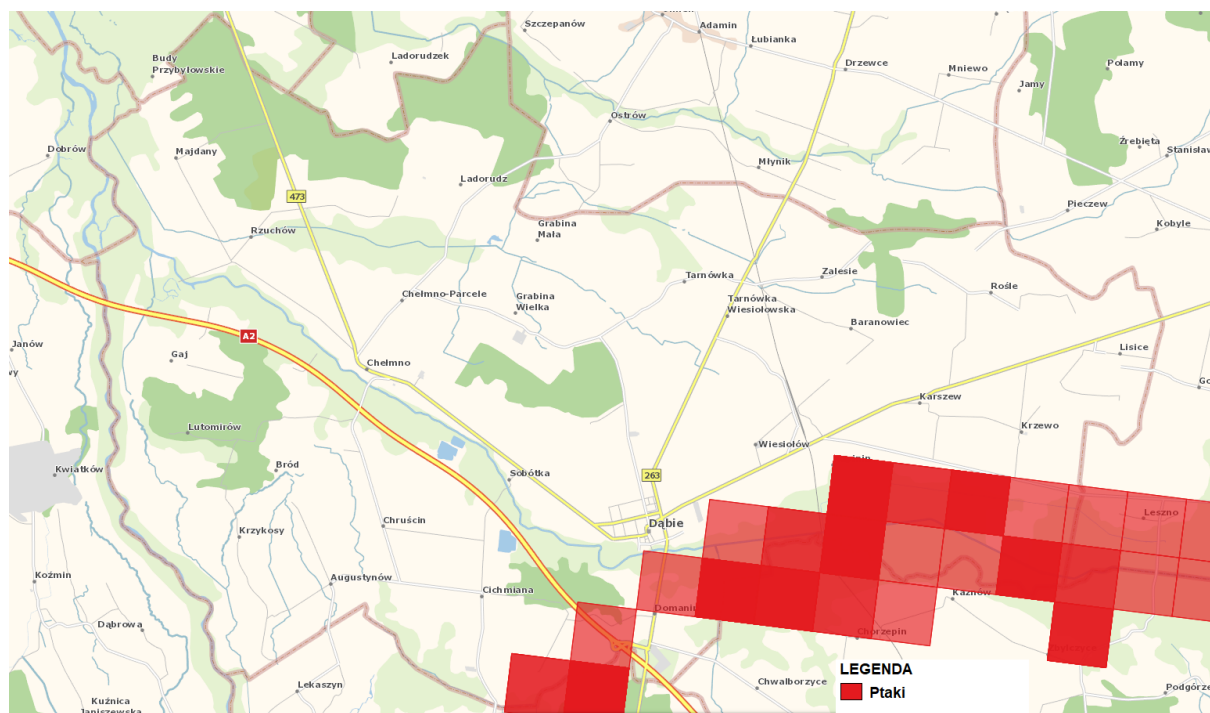 Szczepanów
Adamin
Łubianka
Ladorudzek
Budy
Przybyłowskie
Drzewce
Mniewo
Polamy
Jamy
Ostrów
Dobrów
Majdany
Żrebięta
Stanisław
Młynik
Ladorudz
473
Pieczew
Kobyle
Rzuchów
Grabina
Mała
Tarnówka
Zalesie
Rośle
Chełmno-Parcele
Grabina
Wielka
Tarnówka
Wiesiołowska
Baranowiec
A2
Janów
Gaj
Lisice
Chełmno
Karszew
Lutomirów
Krzewo
Wiesiołów
Kwiatków
Bród
Sobótka
263
Leszno
Dąbie
Chruścin
Krzykosy
Koźmin
Augustynów
Cichmiana
Kaznów
Domanin
Dąbrowa
Chorzepin
LEGENDA
Ptaki
Lekaszyn
Chwalborzyce
Podgórze
Kuźnica
Janiszewska